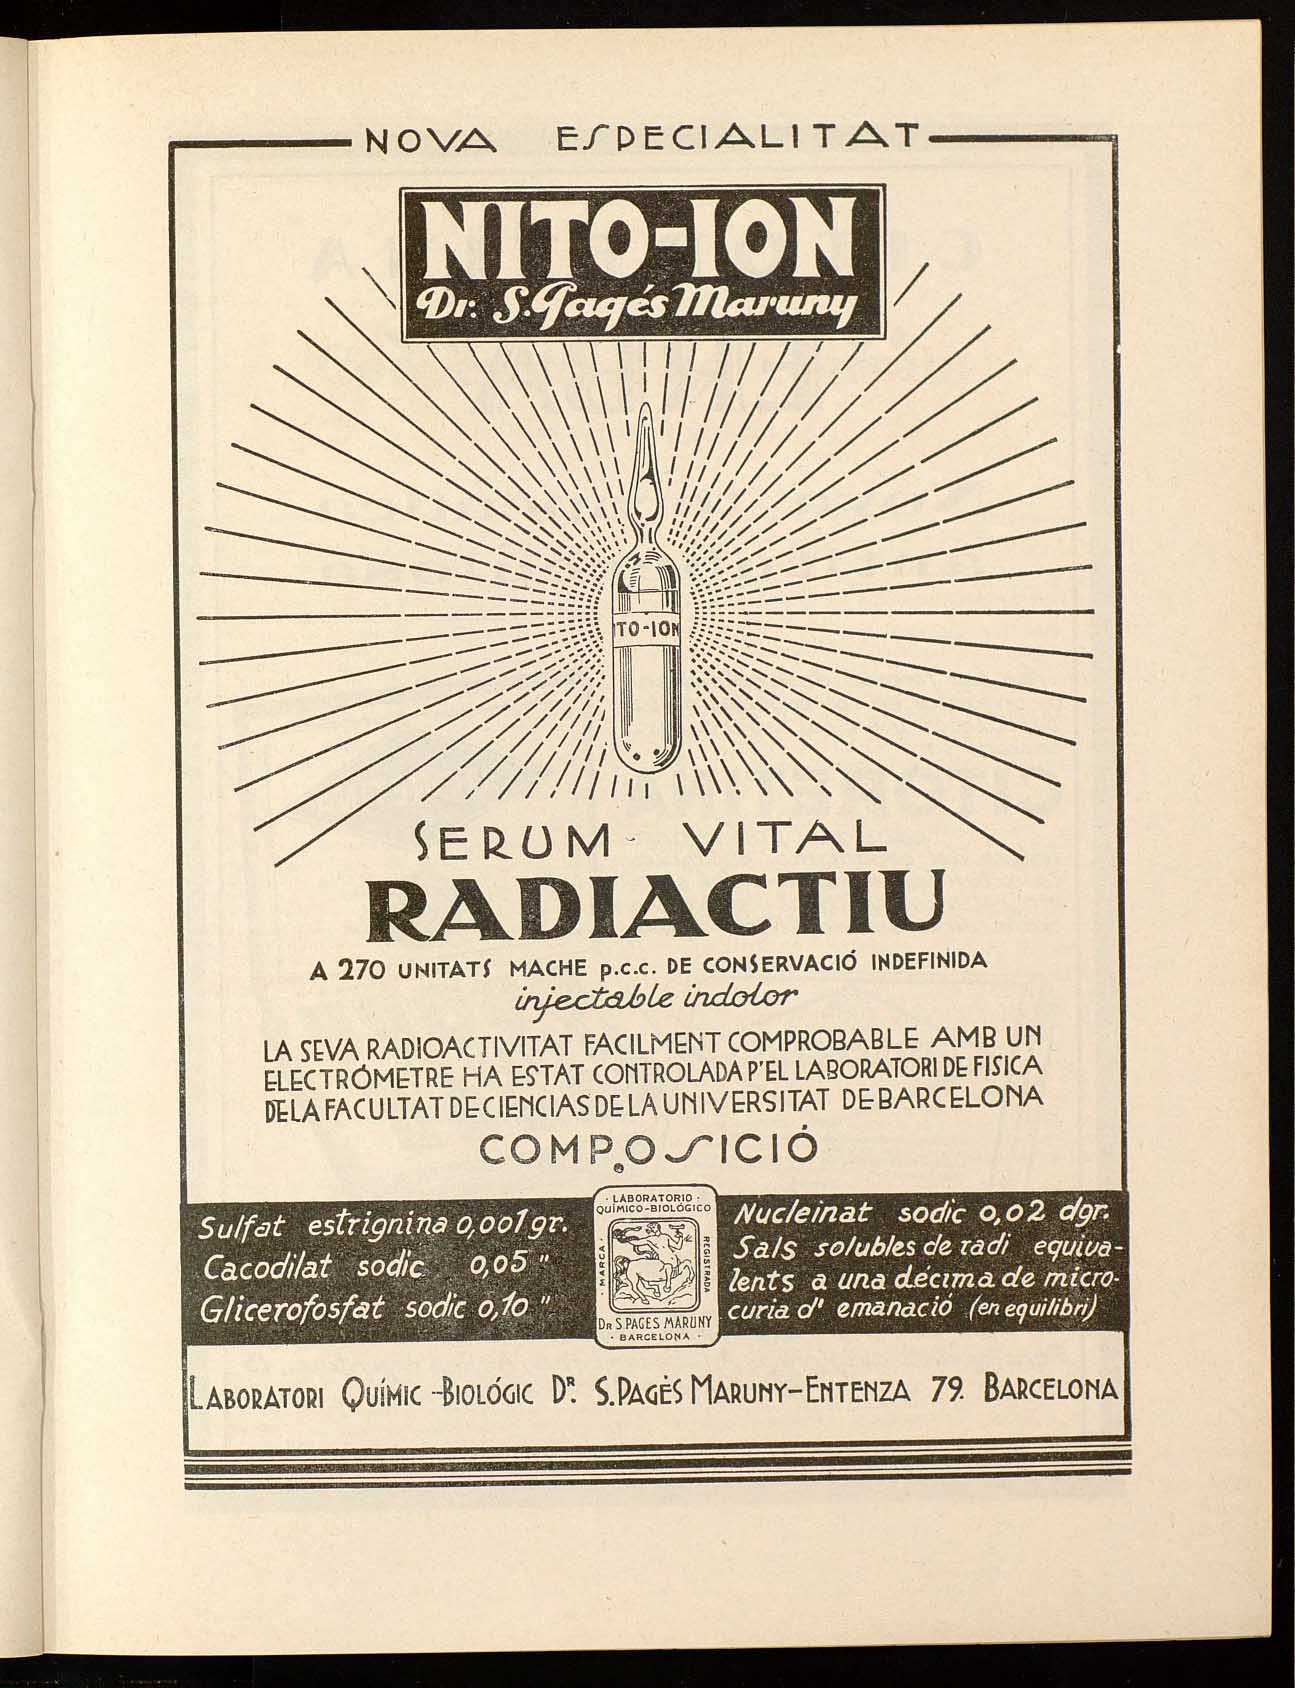 NOVA ESPECIALITAT
NITO-ION
Dr. S. Pagés Maruny
ITO-ION
SERUM - VITAL
RADIACTIU
A 270 UNITATS MACHE p.c.c. DE CONSERVACIÓ INDEFINIDA
injectable indolor
LA SEVA RADIOACTIVITAT FACILMENT COMPROBABLE AMB UN
ELECTRÓMETRE HA ESTAT CONTROLADA P'EL LABORATORI DE FISICA
DE LA FACULTAT DE CIENCIAS DE LA UNIVERSITAT DE BARCELONA
COMPOSICIÓ
Sulfat estrignina 0,001 gr.
Cacodilat sodic 0,05 "
Glicerofosfat sodic 0,10 "
· LABORATORIO ·
QUÍMICO-BIOLÓGICO
· MARCA ·
REGISTRADA
DR S PAGES MARUNY
· BARCELONA ·
Nucleinat sodic 0,02 dgr.
Sals solubles de radi equiva-
lents a una décima de micro-
curia d' emanació (en equilibri)
LABORATORI QUÍMIC-BIOLÓGIC DR. S. PAGÈS MARUNY-ENTENZA 79. BARCELONA